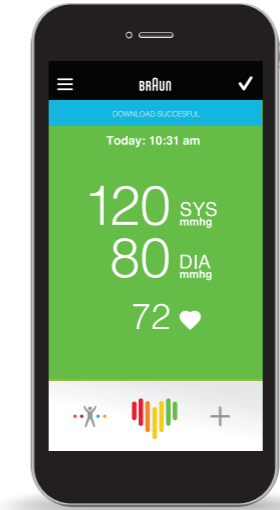 BRAUN
DOWNLOAD SUCCESFUL
Today: 10:31 am
120 SYS
mmhg
80 DIA
mmhg
72